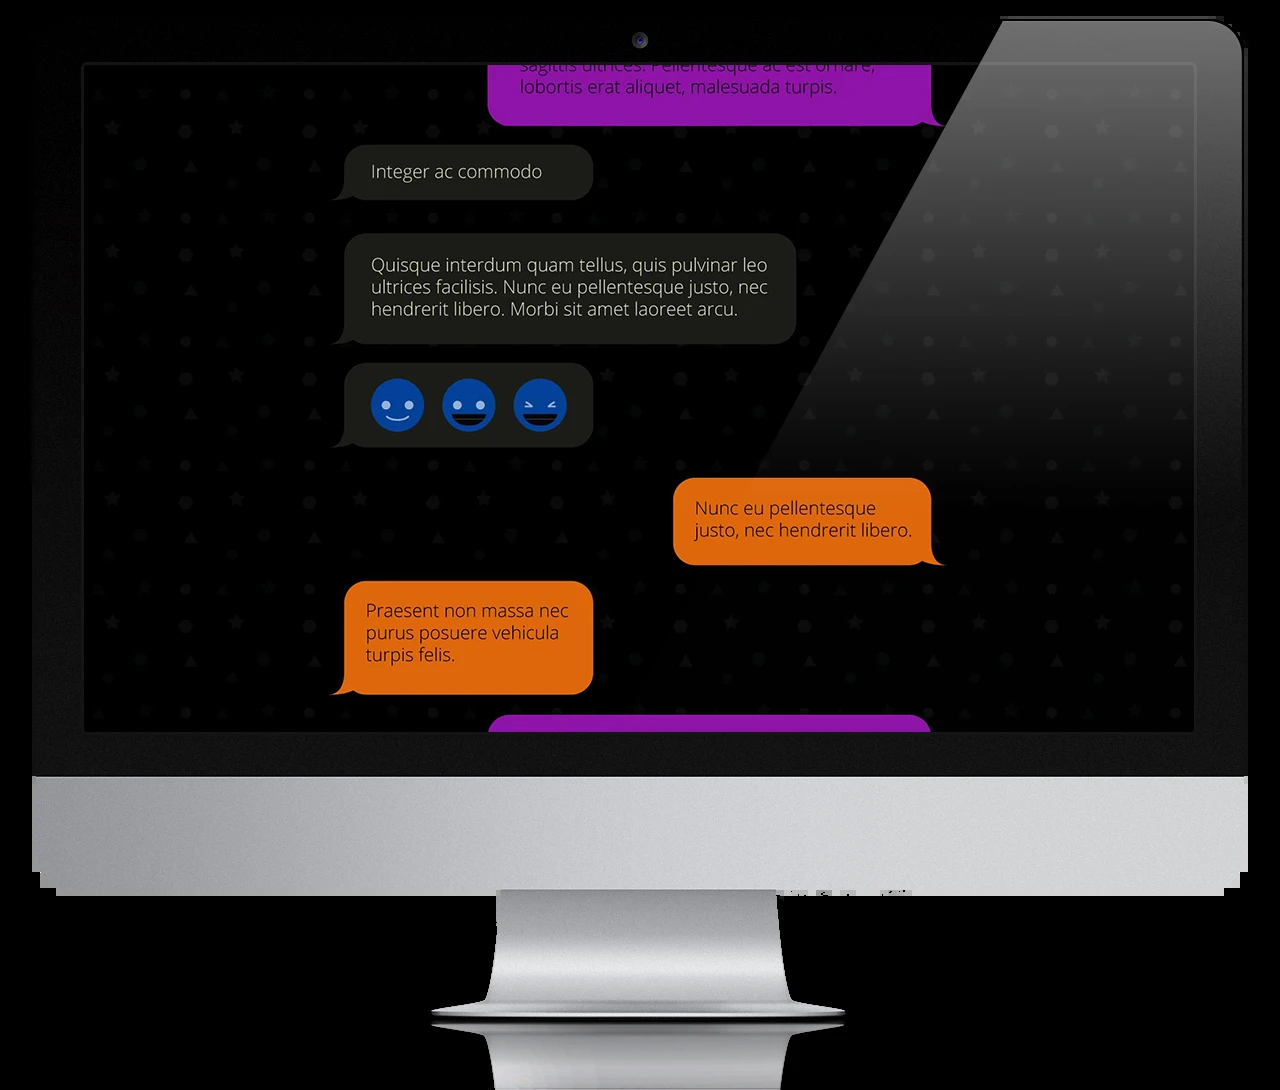 sagittis ultrices. Pellentesque ac est ornare,
lobortis erat aliquet, malesuada turpis.
Integer ac commodo
Quisque interdum quam tellus, quis pulvinar leo
ultrices facilisis. Nunc eu pellentesque justo, nec
hendrerit libero. Morbi sit amet laoreet arcu.
Nunc eu pellentesque
justo, nec hendrerit libero.
Praesent non massa nec
purus posuere vehicula
turpis felis.